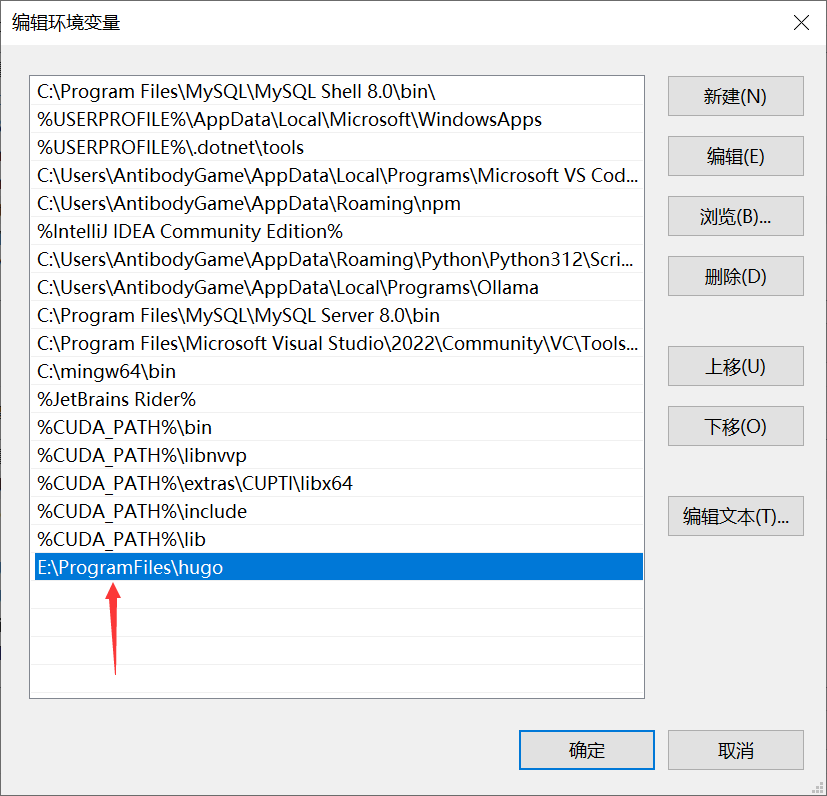 编辑环境变量
C:\Program Files\MySQL\MySQL Shell 8.0\bin\
%USERPROFILE%\AppData\Local\Microsoft\WindowsApps
%USERPROFILE%\.dotnet\tools
C:\Users\AntibodyGame\AppData\Local\Programs\Microsoft VS Cod...
C:\Users\AntibodyGame\AppData\Roaming\npm
%IntelliJ IDEA Community Edition%
C:\Users\AntibodyGame\AppData\Roaming\Python\Python312\Scri...
C:\Users\AntibodyGame\AppData\Local\Programs\Ollama
C:\Program Files\MySQL\MySQL Server 8.0\bin
C:\Program Files\Microsoft Visual Studio\2022\Community\VC\Tools...
C:\mingw64\bin
%JetBrains Rider%
%CUDA_PATH%\bin
%CUDA_PATH%\libnvvp
%CUDA_PATH%\extras\CUPTI\libx64
%CUDA_PATH%\include
%CUDA_PATH%\lib
E:\ProgramFiles\hugo
新建(N)
编辑(E)
浏览(B)...
删除(D)
上移(U)
下移(O)
编辑文本(T)...
确定
取消